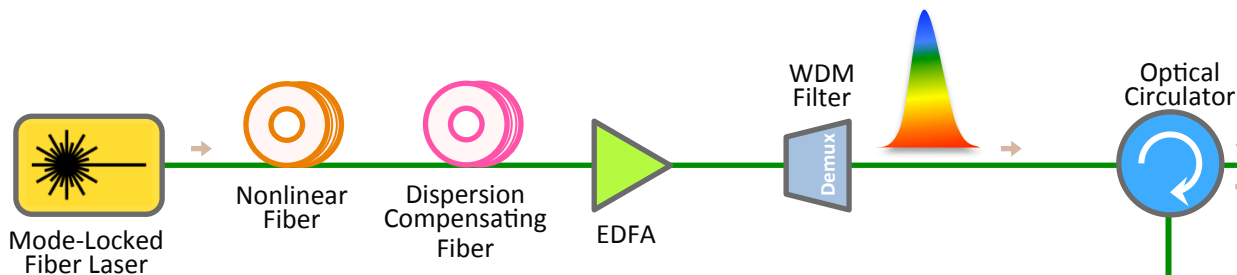 Mode-Locked
Fiber Laser
Nonlinear
Fiber
Dispersion
Compensating
Fiber
EDFA
WDM
Filter
Demux
Optical
Circulator